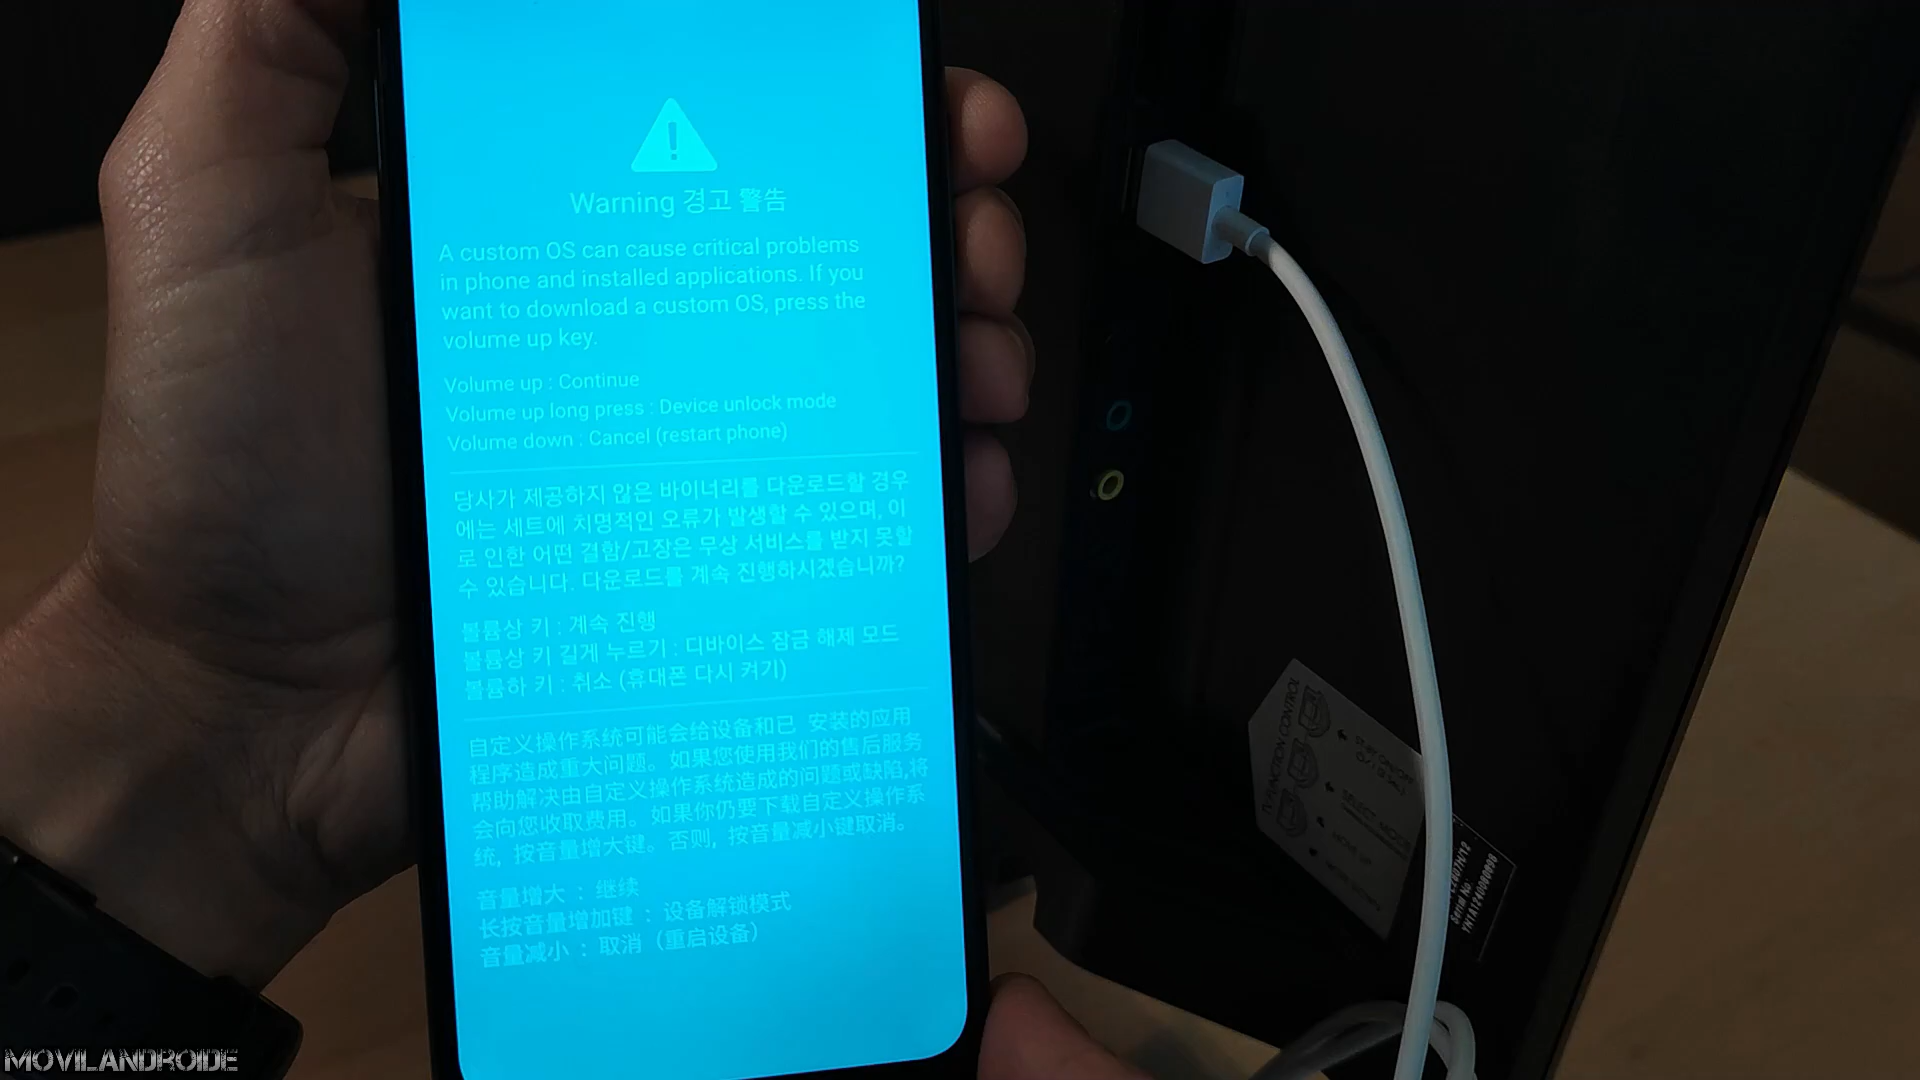 Warning 경고 警告
A custom OS can cause critical problems
in phone and installed applications. If you
want to download a custom OS, press the
volume up key.
Volume up : Continue
Volume up long press : Device unlock mode
Volume down : Cancel (restart phone)
당사가 제공하지 않은 바이너리를 다운로드할 경우
에는 세트에 치명적인 오류가 발생할 수 있으며, 이
로 인한 어떤 결함/고장은 무상 서비스를 받지 못할
수 있습니다. 다운로드를 계속 진행하시겠습니까?
볼륨상 키 : 계속 진행
볼륨상 키 길게 누르기 : 디바이스 잠금 해제 모드
볼륨하 키 : 취소 (휴대폰 다시 켜기)
自定义操作系统可能会给设备和已 安装的应用
程序造成重大问题。如果您使用我们的售后服务
帮助解决由自定义操作系统造成的问题或缺陷,将
会向您收取费用。如果你仍要下载自定义操作系
统, 按音量增大键。否则, 按音量减小键取消。
音量增大 : 继续
长按音量增加键 : 设备解锁模式
音量减小 : 取消 (重启设备)
TV FUNCTION CONTROL
Serial No:
MOVILANDROIDE